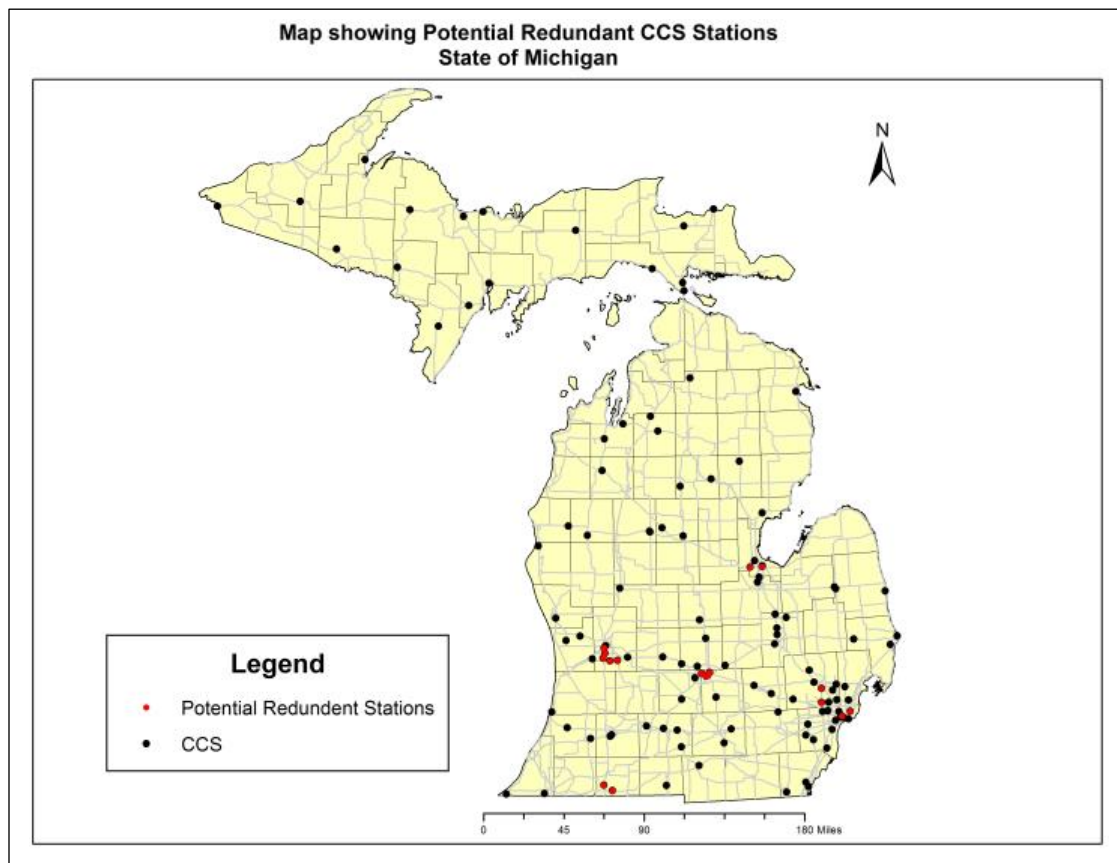 Map showing Potential Redundant CCS Stations
State of Michigan
N
Legend
Potential Redundent Stations
CCS
0 45 90 180 Miles